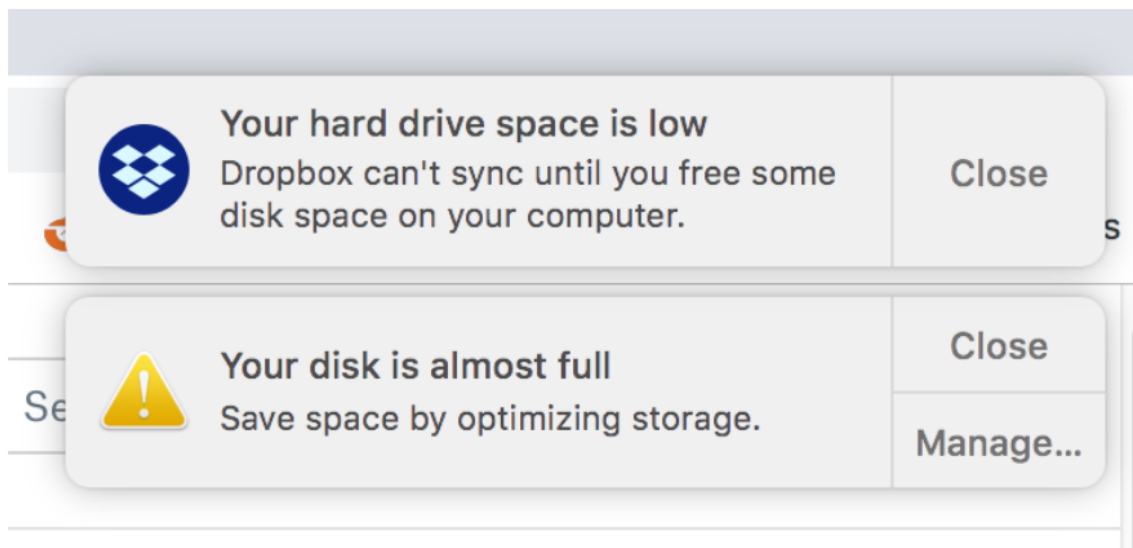 Your hard drive space is low
Dropbox can't sync until you free some
disk space on your computer.
Close
s
Your disk is almost full
Save space by optimizing storage.
Close
Manage...
Se